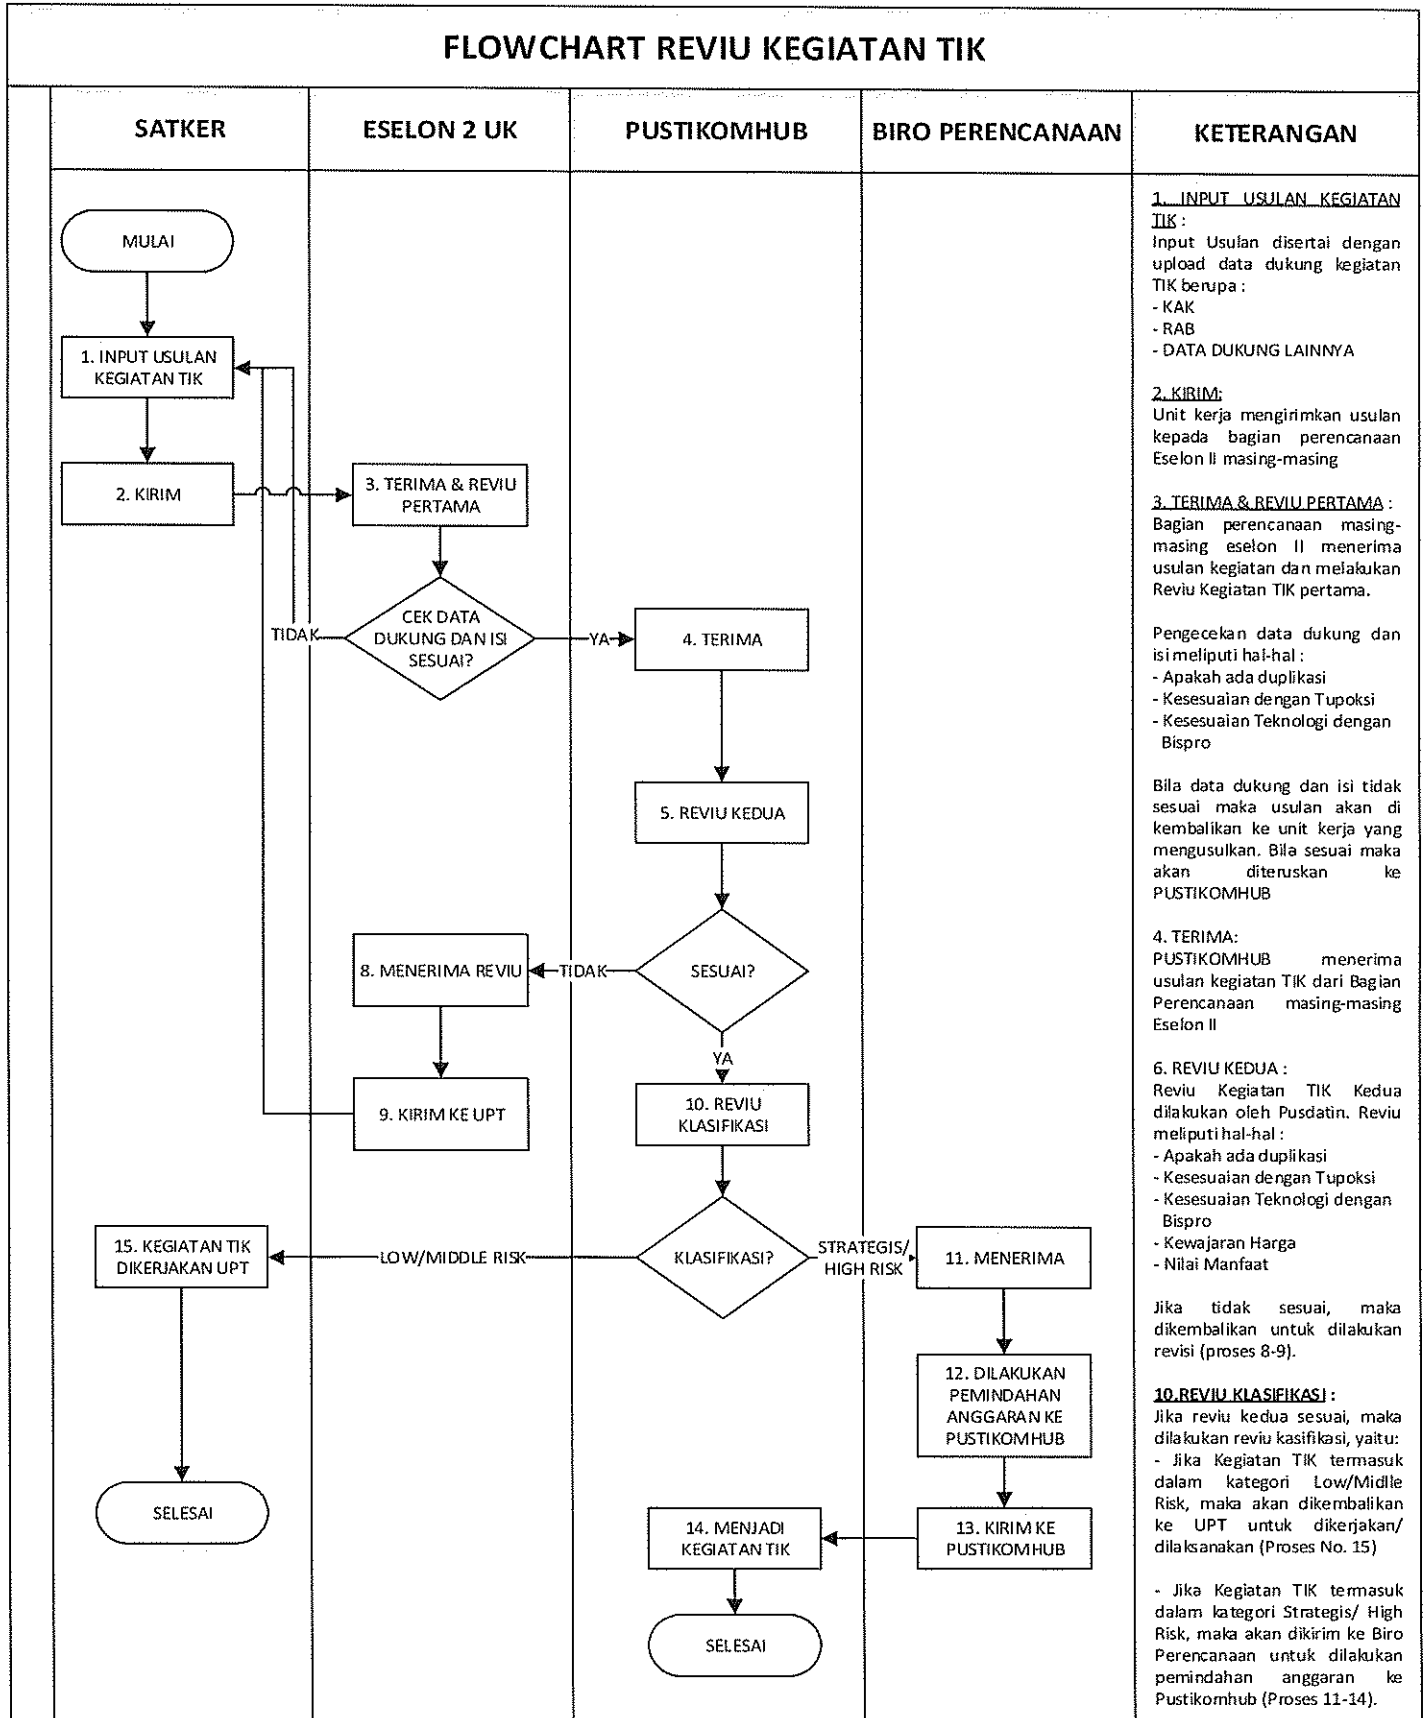 FLOWCHART REVIU KEGIATAN TIK
SATKER
ESELON 2 UK
PUSTIKOMHUB
BIRO PERENCANAAN
KETERANGAN
MULAI
1. INPUT USULAN
KEGIATAN TIK
2. KIRIM
3. TERIMA & REVIU
PERTAMA
CEK DATA
DUKUNG DAN ISI
SESUAI?
TIDAK
YA
4. TERIMA
5. REVIU KEDUA
SESUAI?
TIDAK
8. MENERIMA REVIU
9. KIRIM KE UPT
YA
10. REVIU
KLASIFIKASI
KLASIFIKASI?
LOW/MIDDLE RISK
15. KEGIATAN TIK
DIKERJAKAN UPT
SELESAI
STRATEGIS/
HIGH RISK
11. MENERIMA
12. DILAKUKAN
PEMINDAHAN
ANGGARAN KE
PUSTIKOMHUB
13. KIRIM KE
PUSTIKOMHUB
14. MENJADI
KEGIATAN TIK
SELESAI
1. INPUT USULAN KEGIATAN
TIK :
Input Usulan disertai dengan
upload data dukung kegiatan
TIK berupa :
- KAK
- RAB
- DATA DUKUNG LAINNYA
2. KIRIM:
Unit kerja mengirimkan usulan
kepada bagian perencanaan
Eselon II masing-masing
3. TERIMA & REVIU PERTAMA :
Bagian perencanaan masing-
masing eselon II menerima
usulan kegiatan dan melakukan
Reviu Kegiatan TIK pertama.
Pengecekan data dukung dan
isi meliputi hal-hal :
- Apakah ada duplikasi
- Kesesuaian dengan Tupoksi
- Kesesuaian Teknologi dengan
Bispro
Bila data dukung dan isi tidak
sesuai maka usulan akan di
kembalikan ke unit kerja yang
mengusulkan. Bila sesuai maka
akan diteruskan ke
PUSTIKOMHUB
4. TERIMA:
PUSTIKOMHUB menerima
usulan kegiatan TIK dari Bagian
Perencanaan masing-masing
Eselon II
6. REVIU KEDUA :
Reviu Kegiatan TIK Kedua
dilakukan oleh Pusdatin. Reviu
meliputi hal-hal :
- Apakah ada duplikasi
- Kesesuaian dengan Tupoksi
- Kesesuaian Teknologi dengan
Bispro
- Kewajaran Harga
- Nilai Manfaat
Jika tidak sesuai, maka
dikembalikan untuk dilakukan
revisi (proses 8-9).
10.REVIU KLASIFIKASI :
Jika reviu kedua sesuai, maka
dilakukan reviu kasifikasi, yaitu:
- Jika Kegiatan TIK termasuk
dalam kategori Low/Midlle
Risk, maka akan dikembalikan
ke UPT untuk dikerjakan/
dilaksanakan (Proses No. 15)
- Jika Kegiatan TIK termasuk
dalam kategori Strategis/ High
Risk, maka akan dikirim ke Biro
Perencanaan untuk dilakukan
pemindahan anggaran ke
Pustikomhub (Proses 11-14).